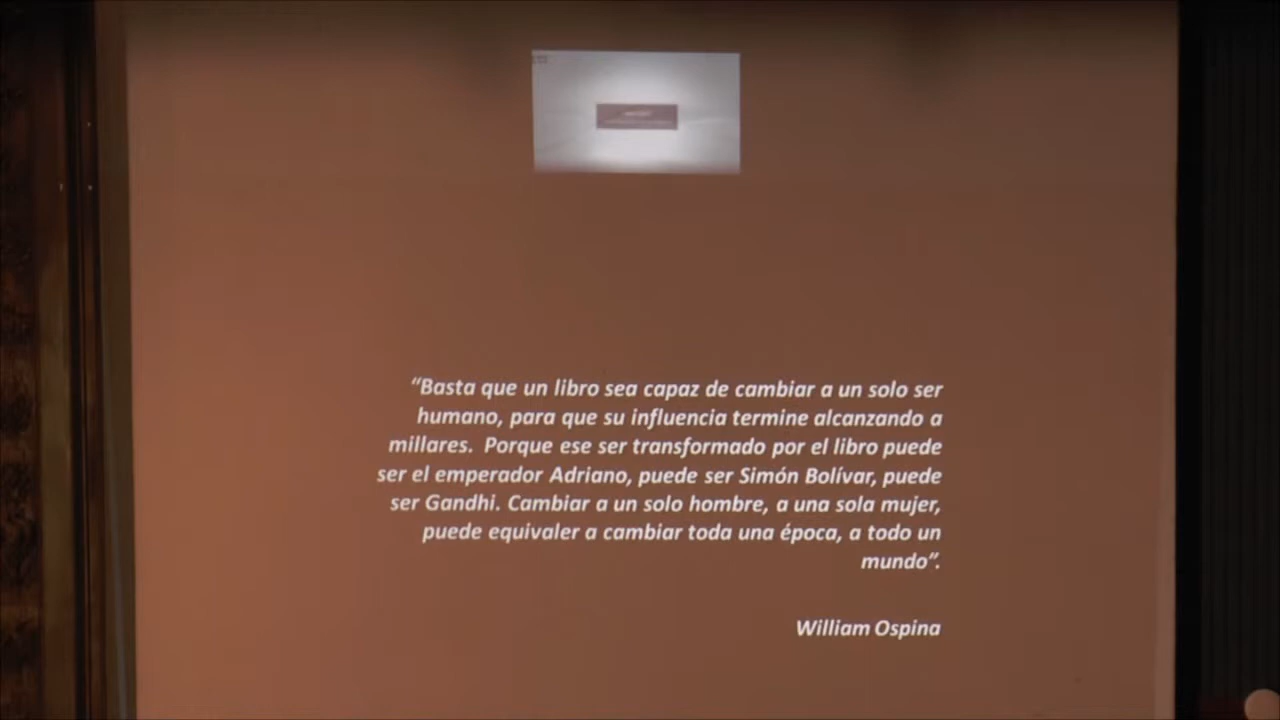 “Basta que un libro sea capaz de cambiar a un solo ser
humano, para que su influencia termine alcanzando a
millares. Porque ese ser transformado por el libro puede
ser el emperador Adriano, puede ser Simón Bolívar, puede
ser Gandhi. Cambiar a un solo hombre, a una sola mujer,
puede equivaler a cambiar toda una época, a todo un
mundo”.
William Ospina